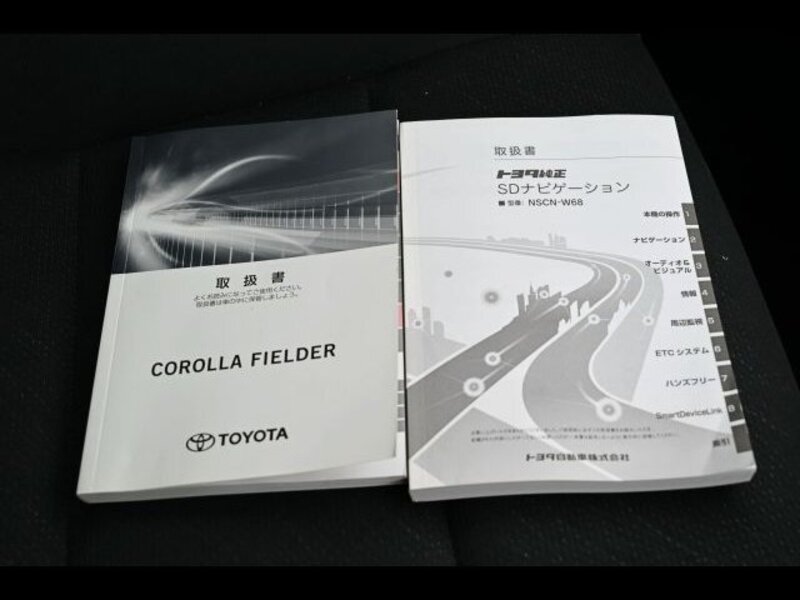 取扱書
よくお読みになってご使用ください。
取扱書は車の中に保管しましょう。
COROLLA FIELDER
TOYOTA
取扱書
トヨタ純正
SDナビゲーション
■ 型番: NSCN-W68
本機の操作 1
ナビゲーション 2
オーディオ&
ビジュアル 3
情報 4
周辺監視 5
ETCシステム 6
ハンズフリー 7
SmartDeviceLink 8
索引
トヨタ自動車株式会社